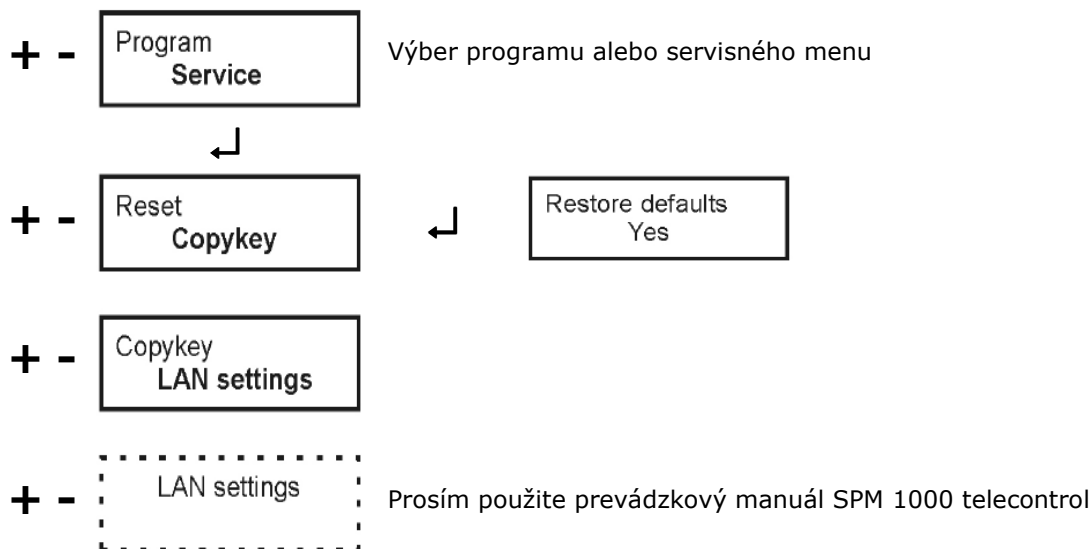 + - Program
Service
Výber programu alebo servisného menu
+ - Reset
Copykey
Restore defaults
Yes
+ - Copykey
LAN settings
+ - LAN settings
Prosím použite prevádzkový manuál SPM 1000 telecontrol